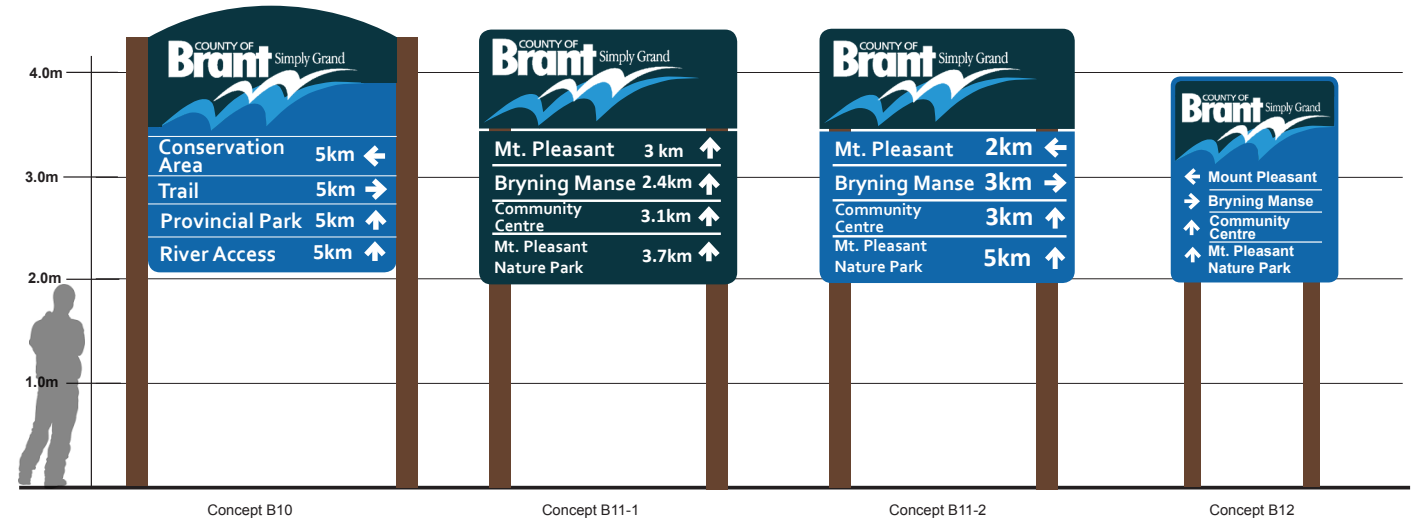 4.0m
3.0m
2.0m
1.0m
COUNTY OF
Brant Simply Grand
Conservation
Area 5km ←
Trail 5km →
Provincial Park 5km ↑
River Access 5km ↑
Concept B10
COUNTY OF
Brant Simply Grand
Mt. Pleasant 3 km ↑
Bryning Manse 2.4km ↑
Community
Centre 3.1km ↑
Mt. Pleasant
Nature Park 3.7km ↑
Concept B11-1
COUNTY OF
Brant Simply Grand
Mt. Pleasant 2km ←
Bryning Manse 3km →
Community
Centre 3km ↑
Mt. Pleasant
Nature Park 5km ↑
Concept B11-2
COUNTY OF
Brant Simply Grand
← Mount Pleasant
→ Bryning Manse
↑ Community
Centre
↑ Mt. Pleasant
Nature Park
Concept B12